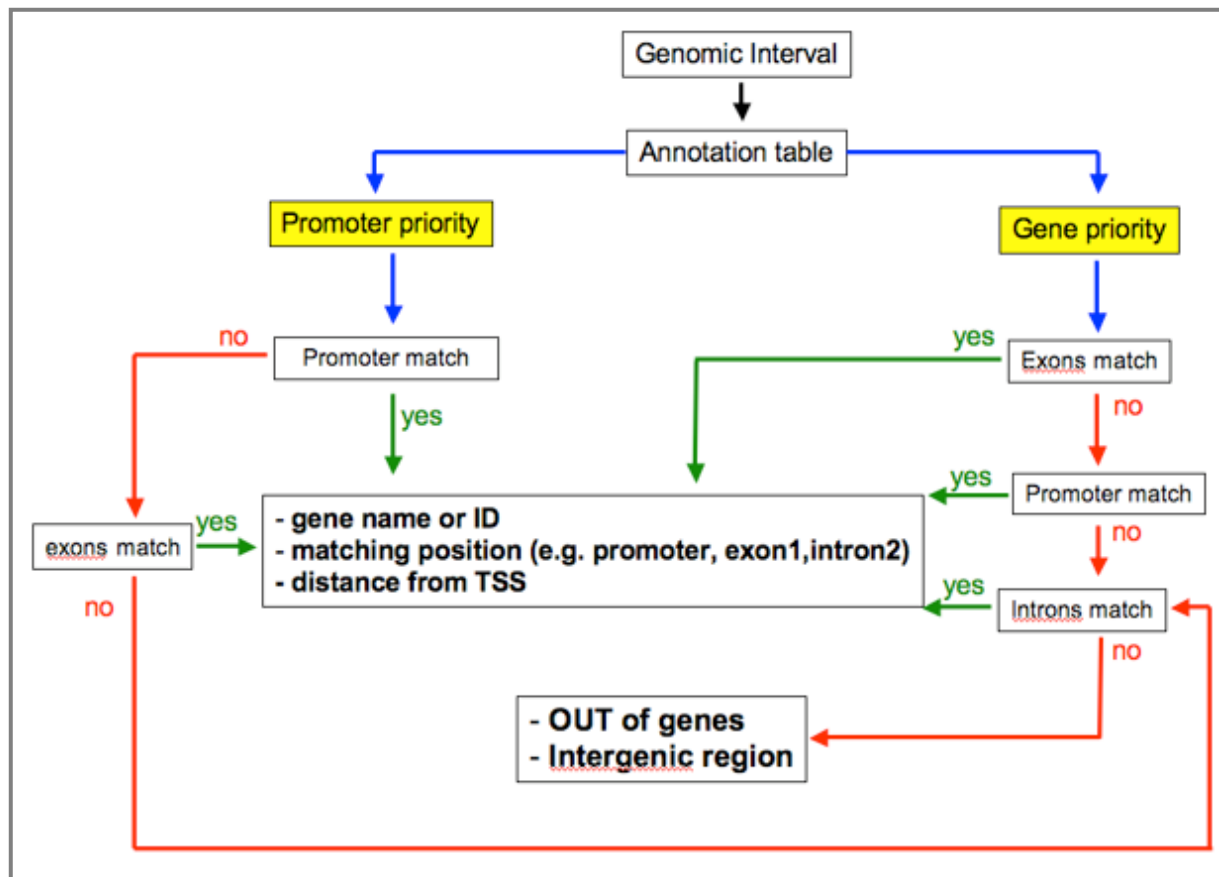 Genomic Interval
Annotation table
Promoter priority
Gene priority
no
Promoter match
yes
Exons match
yes
no
yes
Promoter match
exons match
yes
- gene name or ID
- matching position (e.g. promoter, exon1,intron2)
- distance from TSS
no
no
yes
Introns match
no
- OUT of genes
- Intergenic region